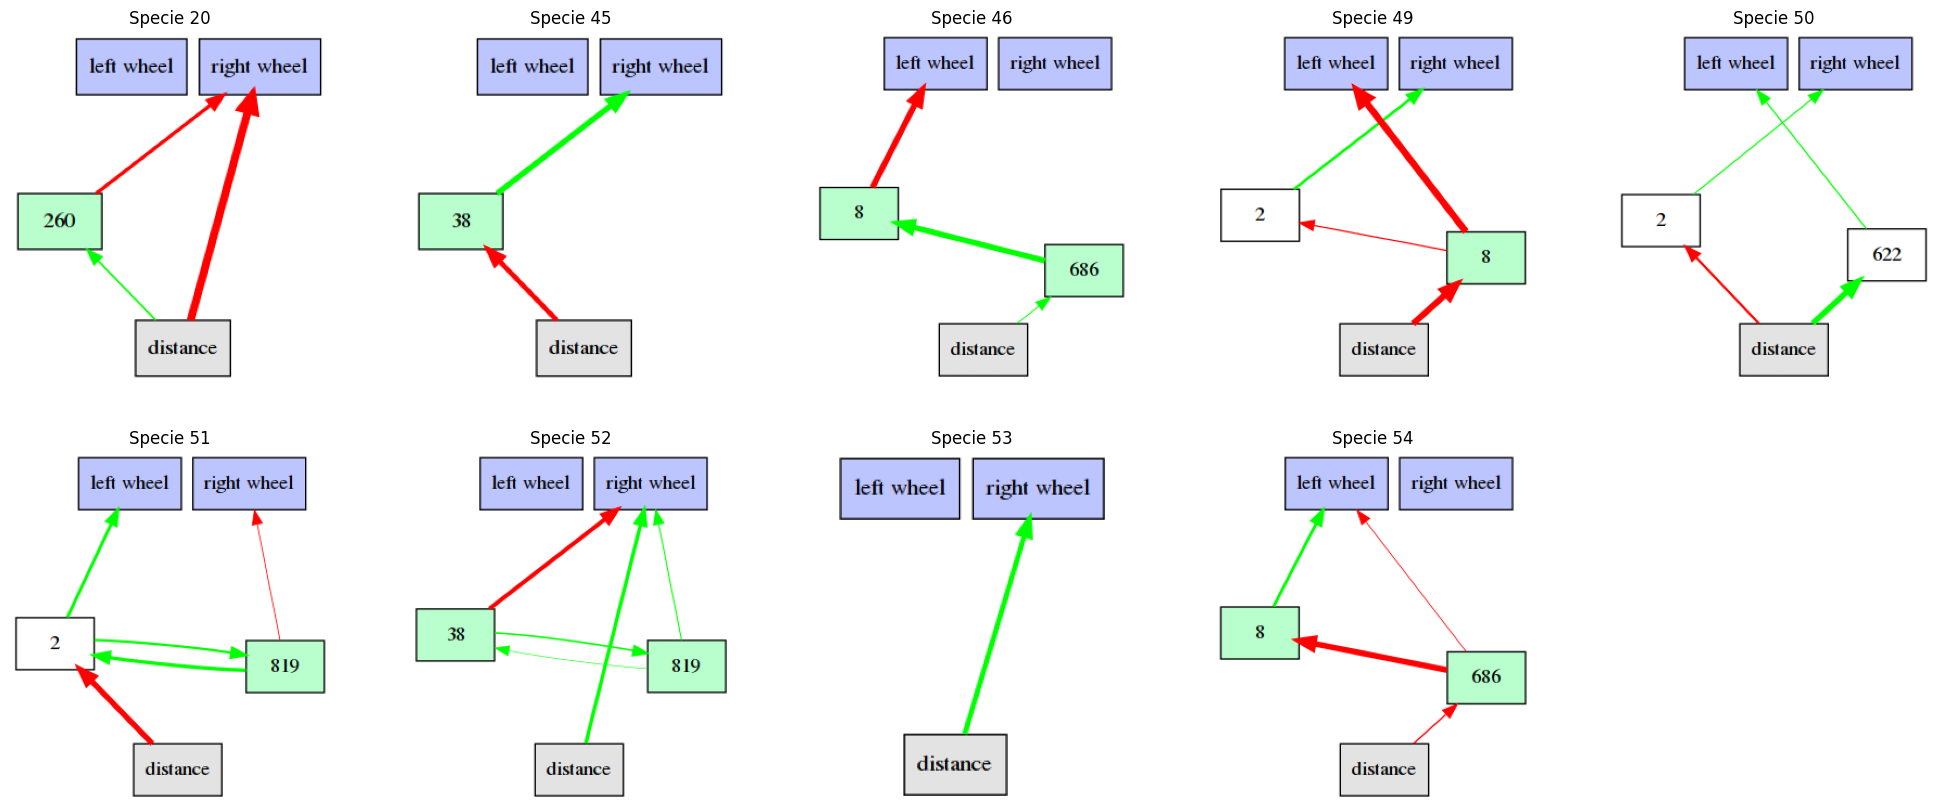 Specie 20
left wheel right wheel
260
distance
Specie 45
left wheel right wheel
38
distance
Specie 46
left wheel right wheel
8
686
distance
Specie 49
left wheel right wheel
2
8
distance
Specie 50
left wheel right wheel
2
622
distance
Specie 51
left wheel right wheel
2
819
distance
Specie 52
left wheel right wheel
38
819
distance
Specie 53
left wheel right wheel
distance
Specie 54
left wheel right wheel
8
686
distance